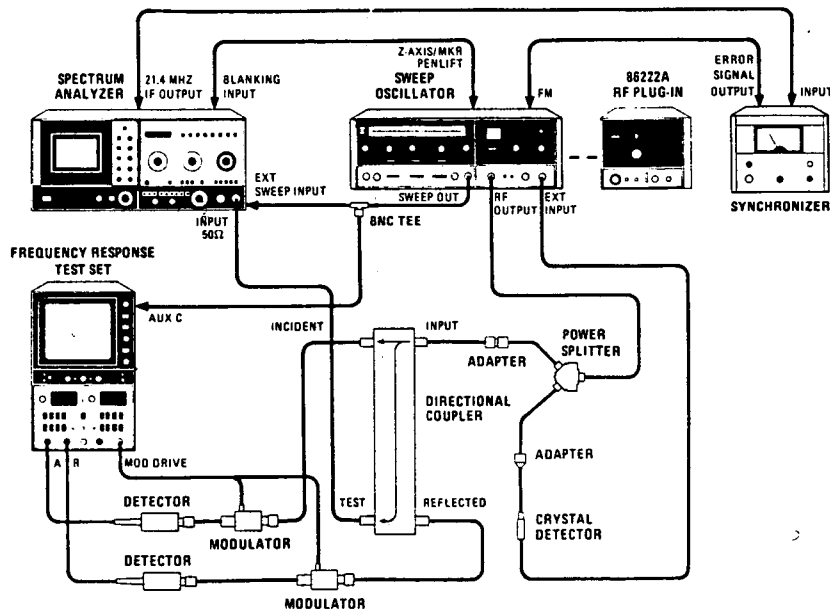 SPECTRUM
ANALYZER
21.4 MHZ
IF OUTPUT
BLANKING
INPUT
Z-AXIS/MKR
PENLIFT
SWEEP
OSCILLATOR
FM
86222A
RF PLUG-IN
ERROR
SIGNAL
OUTPUT
INPUT
EXT
SWEEP INPUT
SWEEP OUT
RF
OUTPUT
EXT
INPUT
SYNCHRONIZER
INPUT
50Ω
BNC TEE
FREQUENCY RESPONSE
TEST SET
AUX C
INCIDENT
INPUT
ADAPTER
POWER
SPLITTER
DIRECTIONAL
COUPLER
A
R
MOD DRIVE
ADAPTER
DETECTOR
TEST
REFLECTED
MODULATOR
CRYSTAL
DETECTOR
DETECTOR
MODULATOR